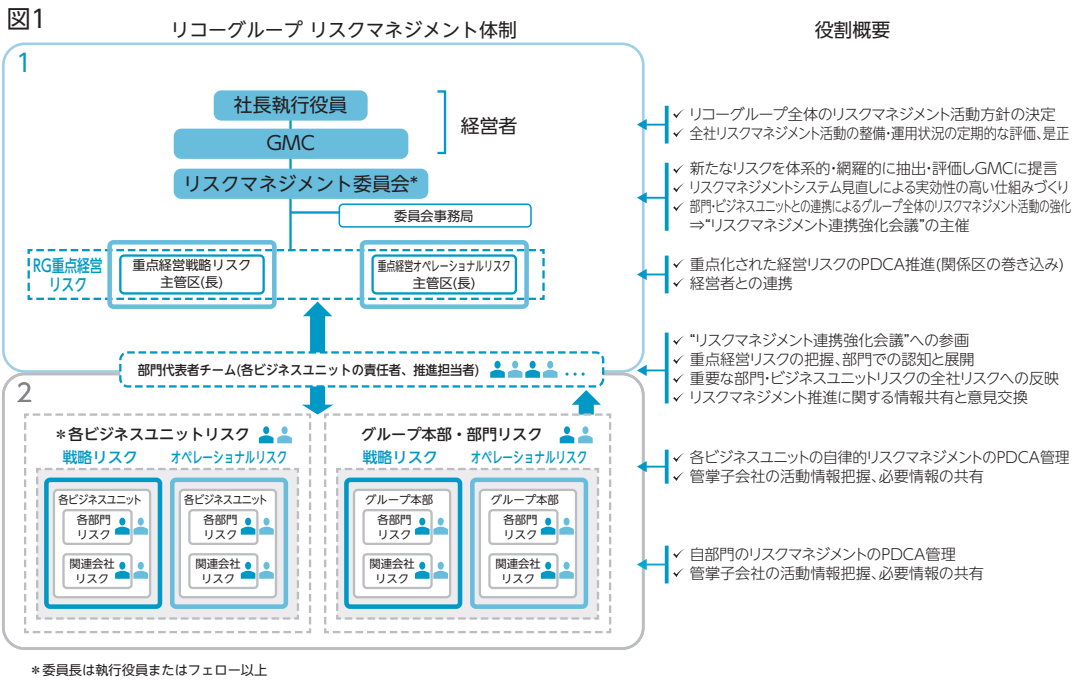 図1
リコーグループ リスクマネジメント体制
役割概要
1
社長執行役員
GMC
経営者
リスクマネジメント委員会*
委員会事務局
RG重点経営
リスク
重点経営戦略リスク
主管区(長)
重点経営オペレーショナルリスク
主管区(長)
部門代表者チーム(各ビジネスユニットの責任者、推進担当者) ...
2
*各ビジネスユニットリスク
戦略リスク
オペレーショナルリスク
各ビジネスユニット
各部門
リスク
関連会社
リスク
各ビジネスユニット
各部門
リスク
関連会社
リスク
グループ本部・部門リスク
戦略リスク
オペレーショナルリスク
グループ本部
各部門
リスク
関連会社
リスク
グループ本部
各部門
リスク
関連会社
リスク
✓ リコーグループ全体のリスクマネジメント活動方針の決定
✓ 全社リスクマネジメント活動の整備・運用状況の定期的な評価、是正
✓ 新たなリスクを体系的・網羅的に抽出・評価しGMCに提言
✓ リスクマネジメントシステム見直しによる実効性の高い仕組みづくり
✓ 部門・ビジネスユニットとの連携によるグループ全体のリスクマネジメント活動の強化
⇒“リスクマネジメント連携強化会議”の主催
✓ 重点化された経営リスクのPDCA推進(関係区の巻き込み)
✓ 経営者との連携
✓ “リスクマネジメント連携強化会議”への参画
✓ 重点経営リスクの把握、部門での認知と展開
✓ 重要な部門・ビジネスユニットリスクの全社リスクへの反映
✓ リスクマネジメント推進に関する情報共有と意見交換
✓ 各ビジネスユニットの自律的リスクマネジメントのPDCA管理
✓ 管掌子会社の活動情報把握、必要情報の共有
✓ 自部門のリスクマネジメントのPDCA管理
✓ 管掌子会社の活動情報把握、必要情報の共有
*委員長は執行役員またはフェロー以上